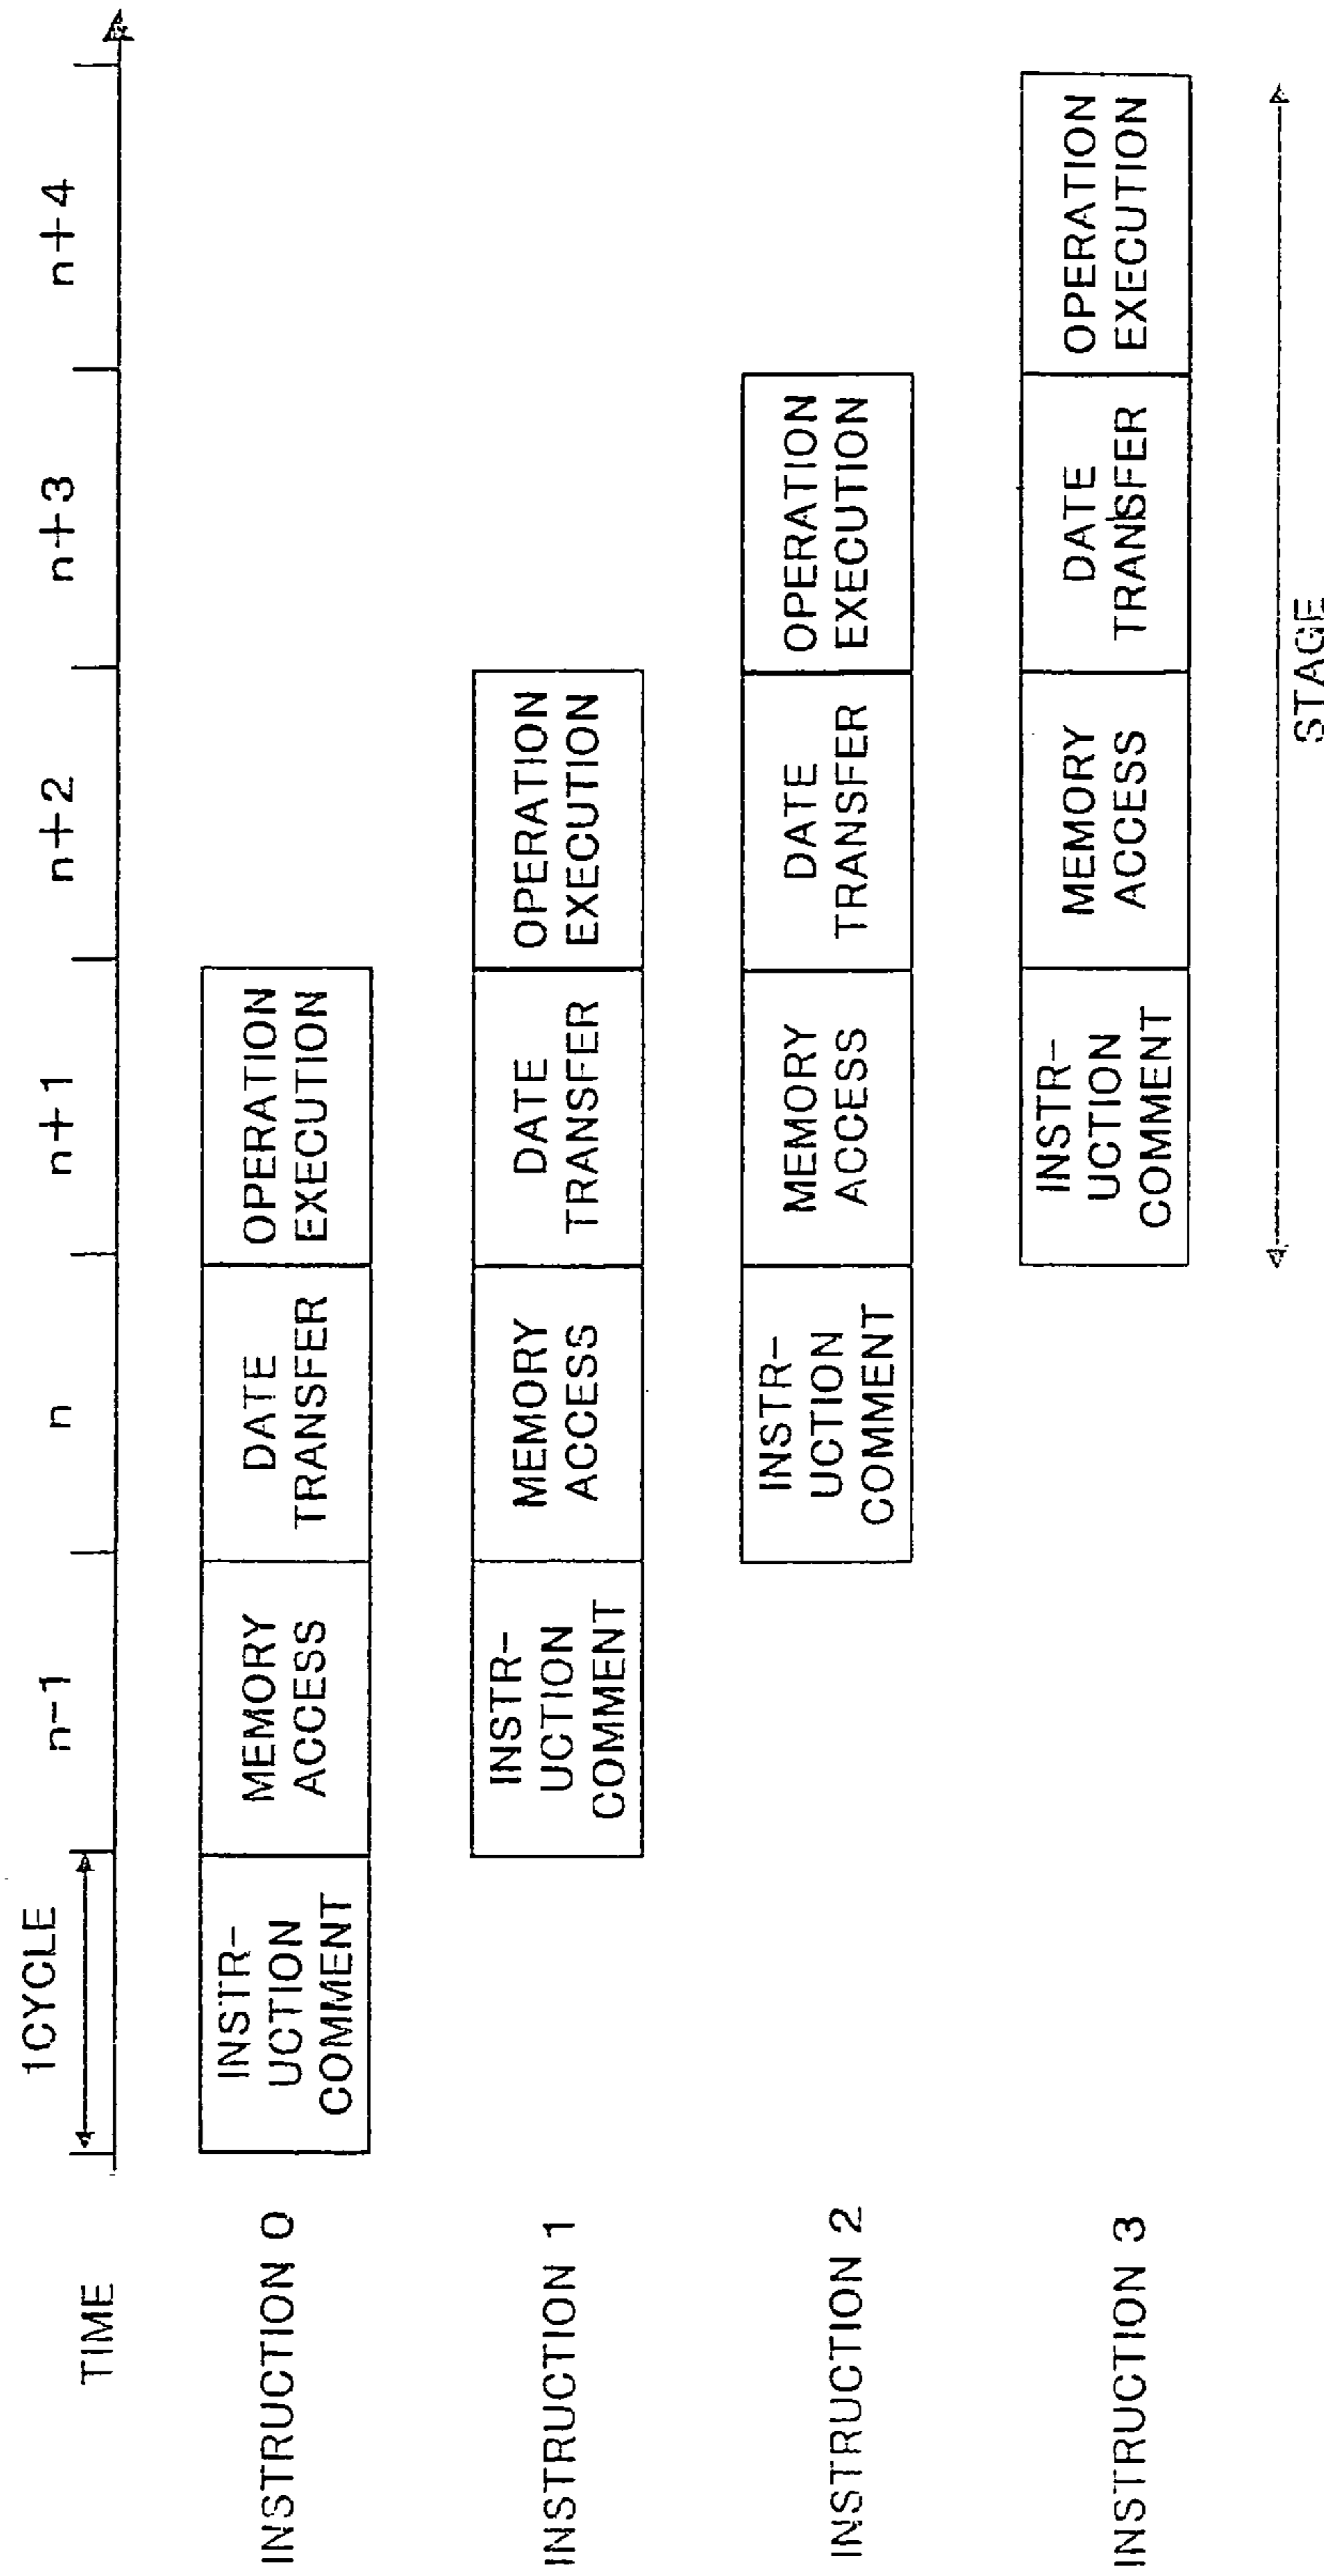 1CYCLE
n-1
n
n+1
n+2
n+3
n+4
TIME
INSTRUCTION 0
INSTR-
UCTION
COMMENT
MEMORY
ACCESS
DATE
TRANSFER
OPERATION
EXECUTION
INSTRUCTION 1
INSTR-
UCTION
COMMENT
MEMORY
ACCESS
DATE
TRANSFER
OPERATION
EXECUTION
INSTRUCTION 2
INSTR-
UCTION
COMMENT
MEMORY
ACCESS
DATE
TRANSFER
OPERATION
EXECUTION
INSTRUCTION 3
INSTR-
UCTION
COMMENT
MEMORY
ACCESS
DATE
TRANSFER
OPERATION
EXECUTION
STAGE